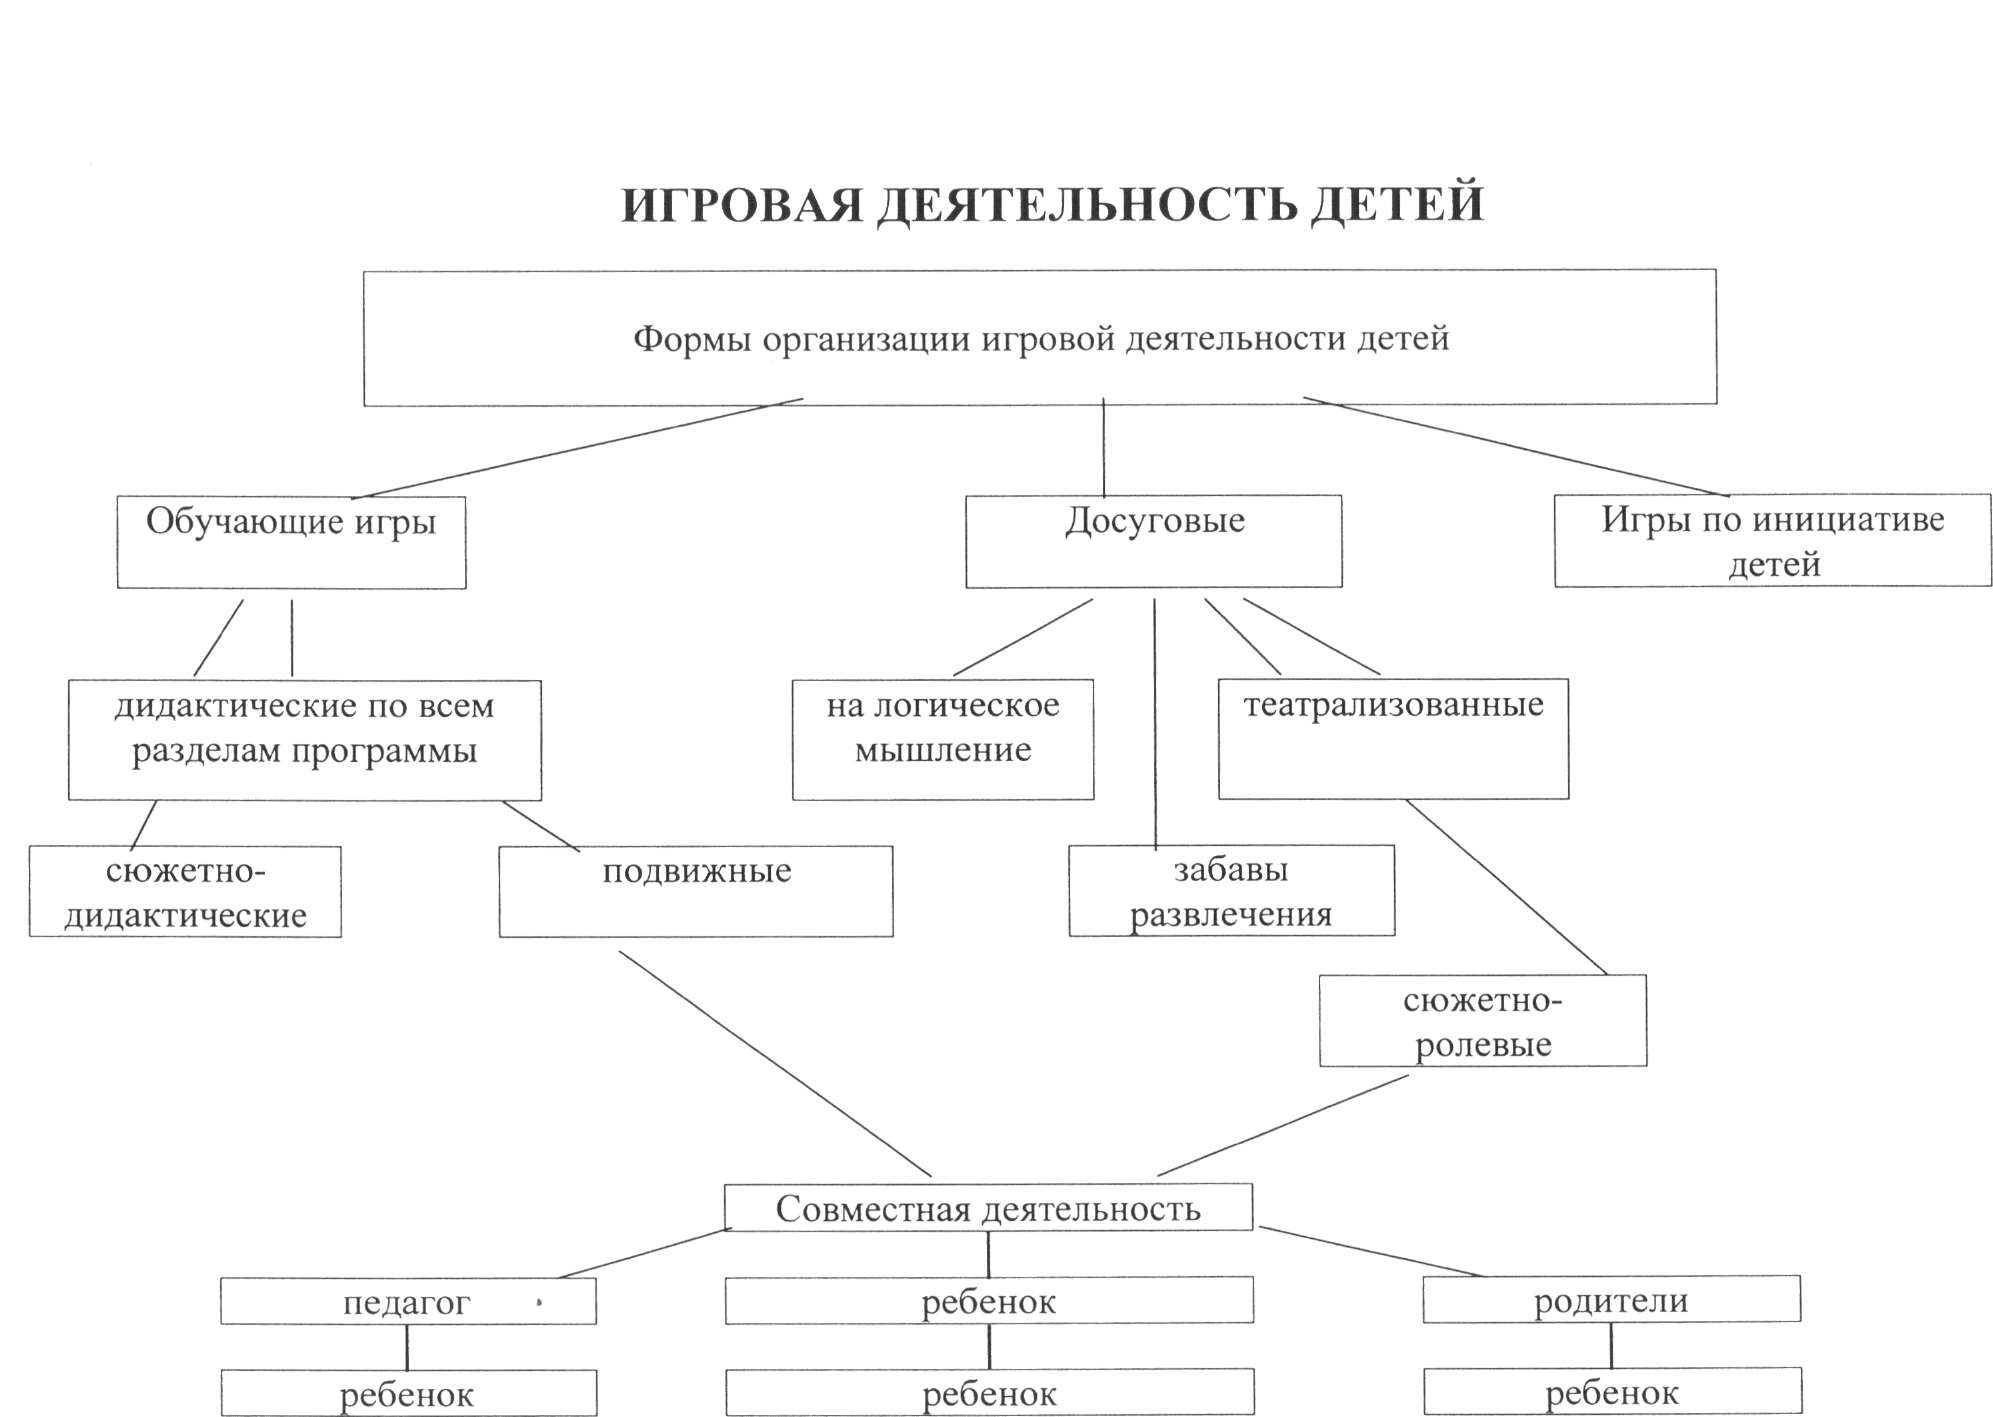 ИГРОВАЯ ДЕЯТЕЛЬНОСТЬ ДЕТЕЙ
Формы организации игровой деятельности детей
Обучающие игры
Досуговые
Игры по инициативе
детей
дидактические по всем
разделам программы
на логическое
мышление
театрализованные
сюжетно-
дидактические
подвижные
забавы
развлечения
сюжетно-
ролевые
Совместная деятельность
педагог
ребенок
родители
ребенок
ребенок
ребенок